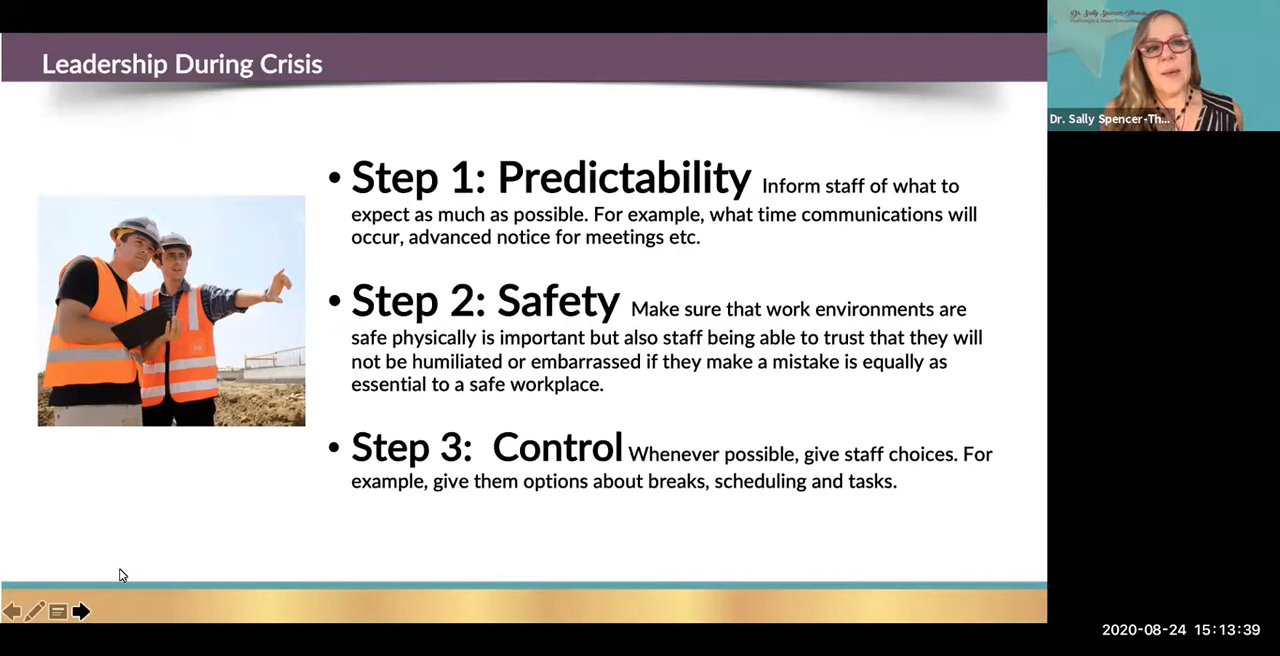 Leadership During Crisis
• Step 1: Predictability Inform staff of what to
expect as much as possible. For example, what time communications will
occur, advanced notice for meetings etc.
• Step 2: Safety Make sure that work environments are
safe physically is important but also staff being able to trust that they will
not be humiliated or embarrassed if they make a mistake is equally as
essential to a safe workplace.
• Step 3: Control Whenever possible, give staff choices. For
example, give them options about breaks, scheduling and tasks.
Dr. Sally Spencer-Thomas
Dr. Sally Spencer-Th...
2020-08-24 15:13:39